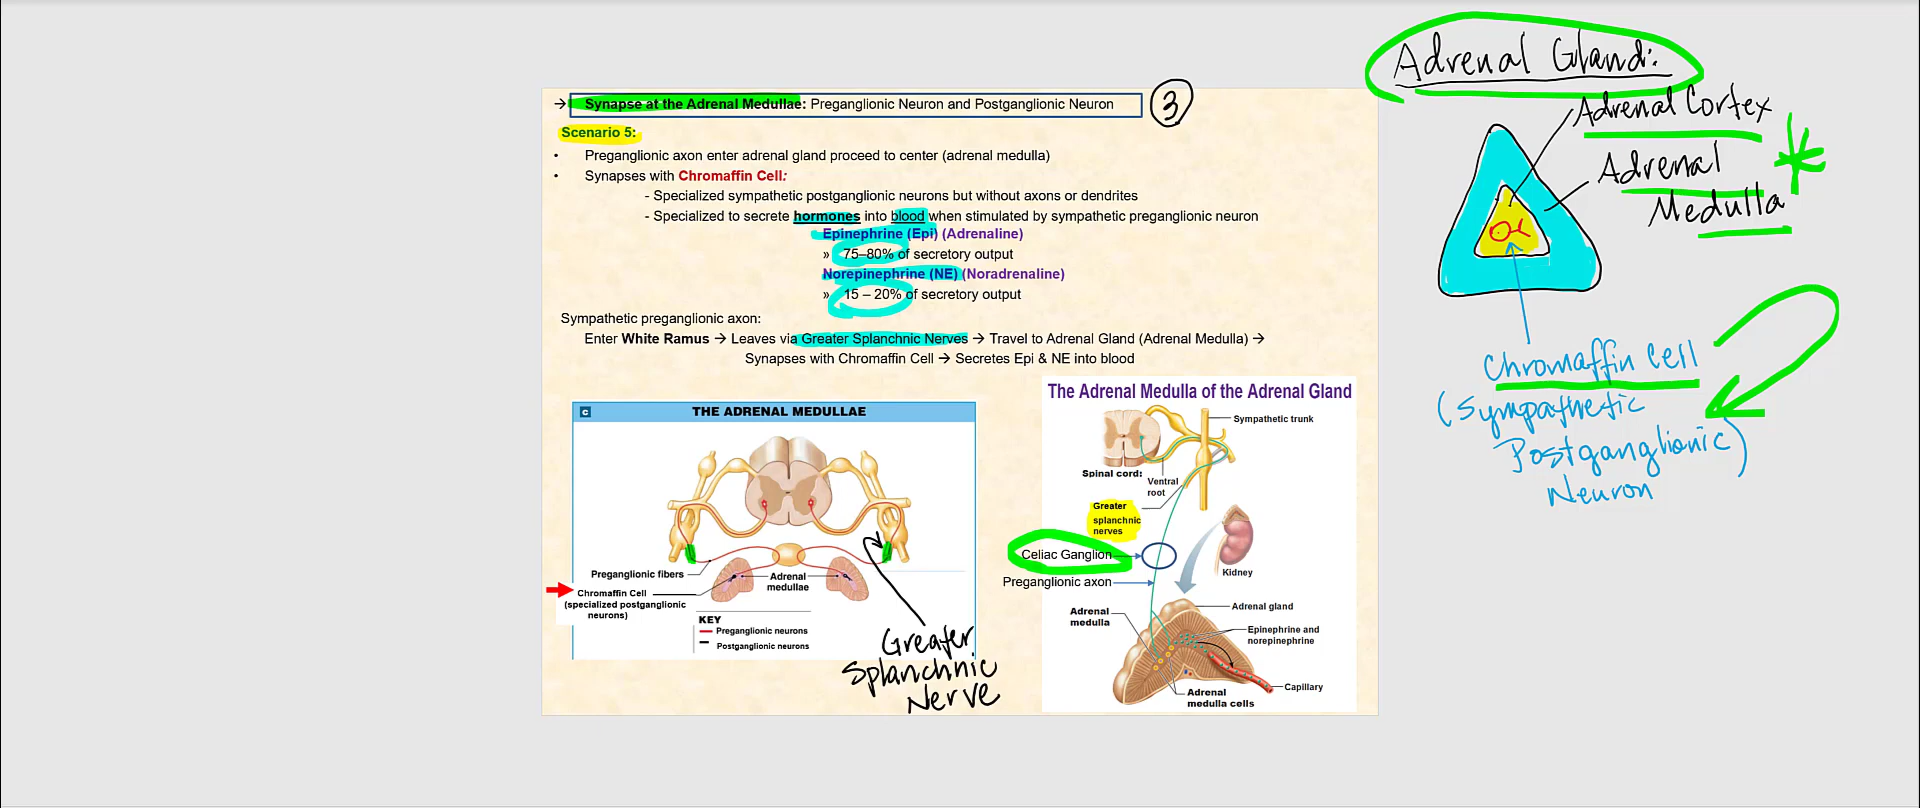 → Synapse at the Adrenal Medullae: Preganglionic Neuron and Postganglionic Neuron
3
Scenario 5:
• Preganglionic axon enter adrenal gland proceed to center (adrenal medulla)
• Synapses with Chromaffin Cell:
- Specialized sympathetic postganglionic neurons but without axons or dendrites
- Specialized to secrete hormones into blood when stimulated by sympathetic preganglionic neuron
Epinephrine (Epi) (Adrenaline)
» 75–80% of secretory output
Norepinephrine (NE) (Noradrenaline)
» 15 – 20% of secretory output
Sympathetic preganglionic axon:
Enter White Ramus → Leaves via Greater Splanchnic Nerves → Travel to Adrenal Gland (Adrenal Medulla) →
Synapses with Chromaffin Cell → Secretes Epi & NE into blood
c THE ADRENAL MEDULLAE
Preganglionic fibers
Chromaffin Cell
(specialized postganglionic
neurons)
Adrenal
medullae
KEY
Preganglionic neurons
Postganglionic neurons
Greater
Splanchnic
Nerve
The Adrenal Medulla of the Adrenal Gland
Sympathetic trunk
Spinal cord:
Ventral
root
Greater
splanchnic
nerves
Celiac Ganglion
Preganglionic axon
Kidney
Adrenal
medulla
Adrenal gland
Epinephrine and
norepinephrine
Capillary
Adrenal
medulla cells
Adrenal Gland:
Adrenal Cortex
Adrenal
Medulla
Chromaffin Cell
(Sympathetic
Postganglionic)
Neuron